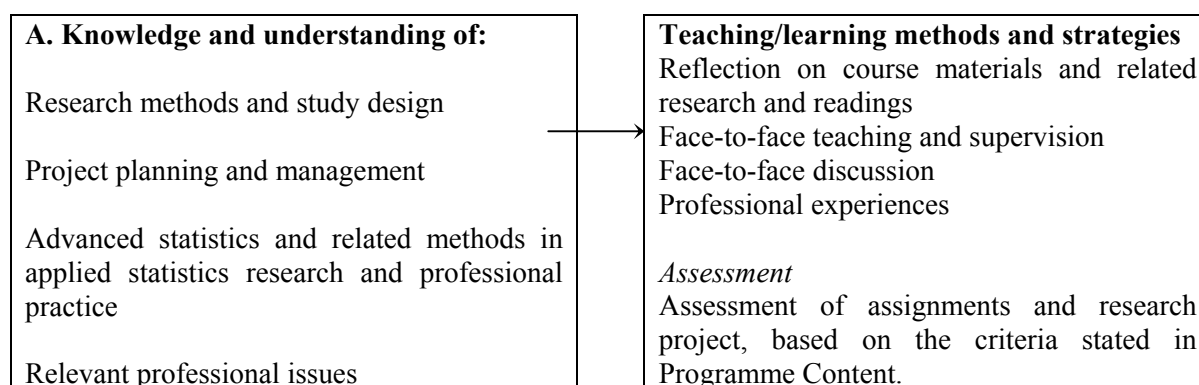 A. Knowledge and understanding of:
Research methods and study design
Project planning and management
Advanced statistics and related methods in
applied statistics research and professional
practice
Relevant professional issues
Teaching/learning methods and strategies
Reflection on course materials and related
research and readings
Face-to-face teaching and supervision
Face-to-face discussion
Professional experiences
Assessment
Assessment of assignments and research
project, based on the criteria stated in
Programme Content.